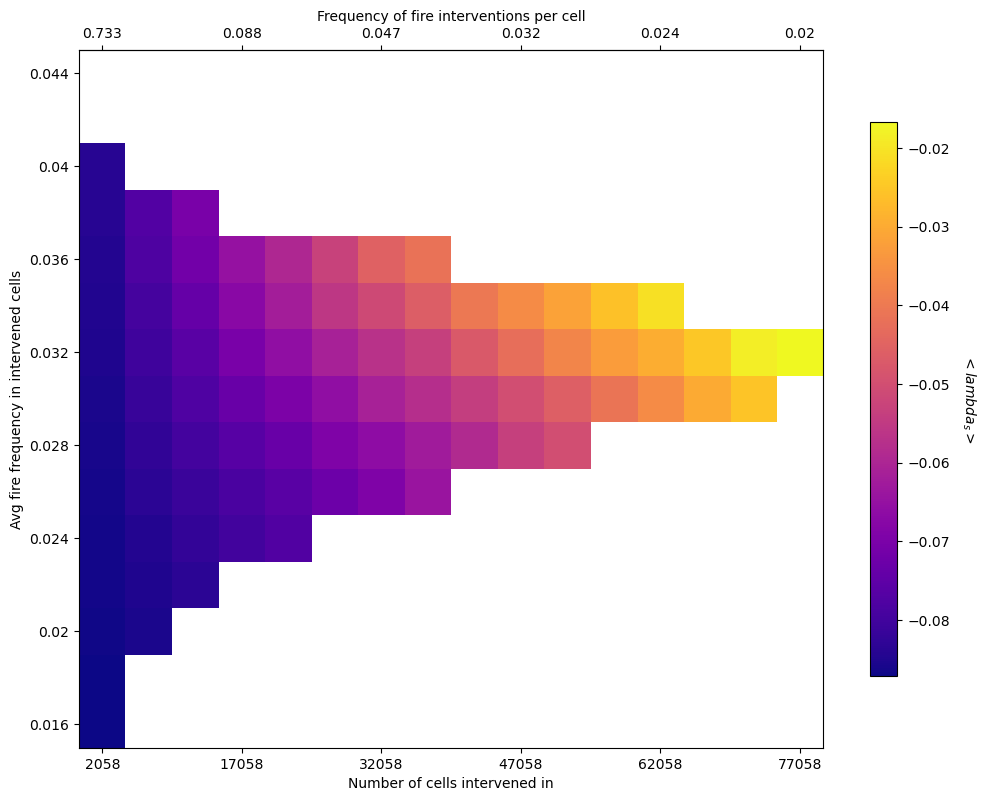 Frequency of fire interventions per cell
0.733 0.088 0.047 0.032 0.024 0.02
0.044
0.04
0.036
0.032
0.028
0.024
0.02
0.016
Avg fire frequency in intervened cells
2058 17058 32058 47058 62058 77058
Number of cells intervened in
−0.02
−0.03
−0.04
−0.05
−0.06
−0.07
−0.08
< lambda_s >